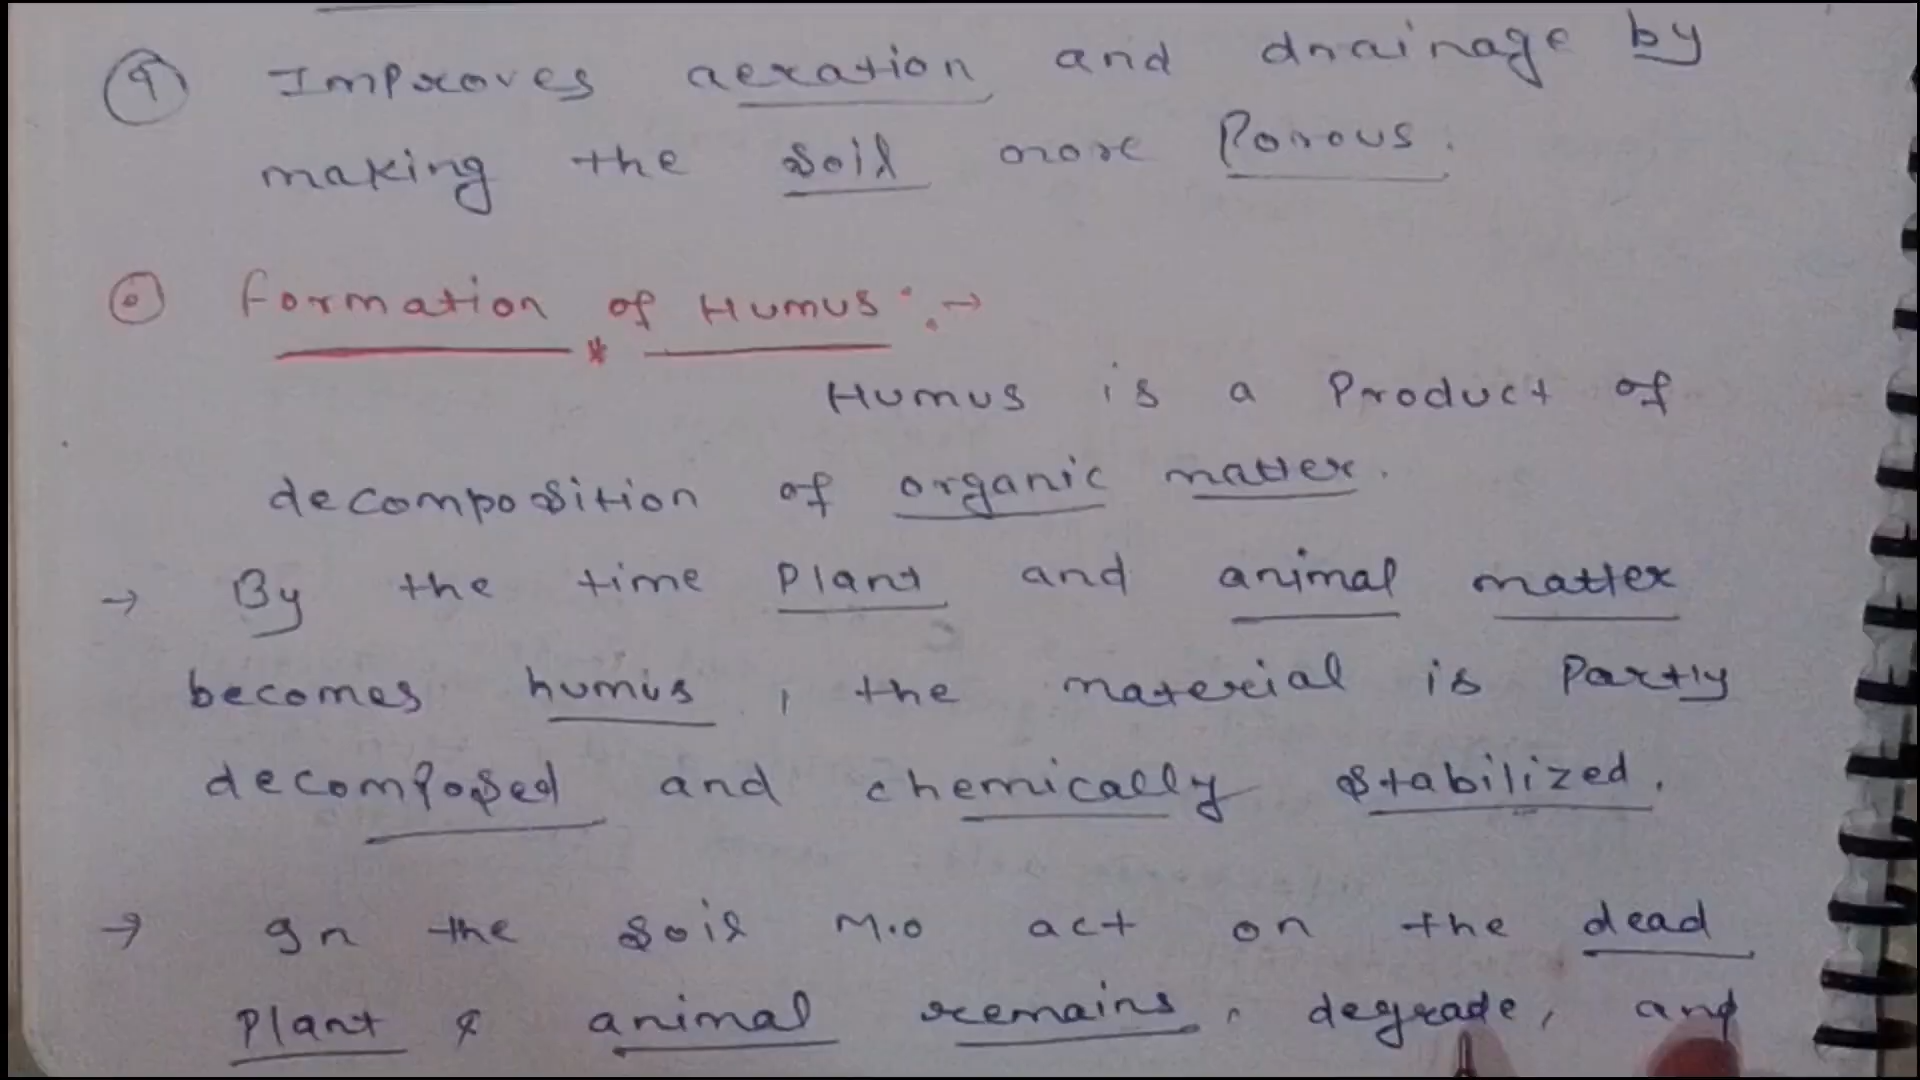 9 Improves aeration and drainage by
making the soil more Porous.
Formation of Humus :→
Humus is a Product of
decomposition of organic matter.
→ By the time Plant and animal matter
becomes humus, the material is Partly
decomposed and chemically stabilized.
→ In the soil M.O act on the dead
Plant & animal remains, degrade, and